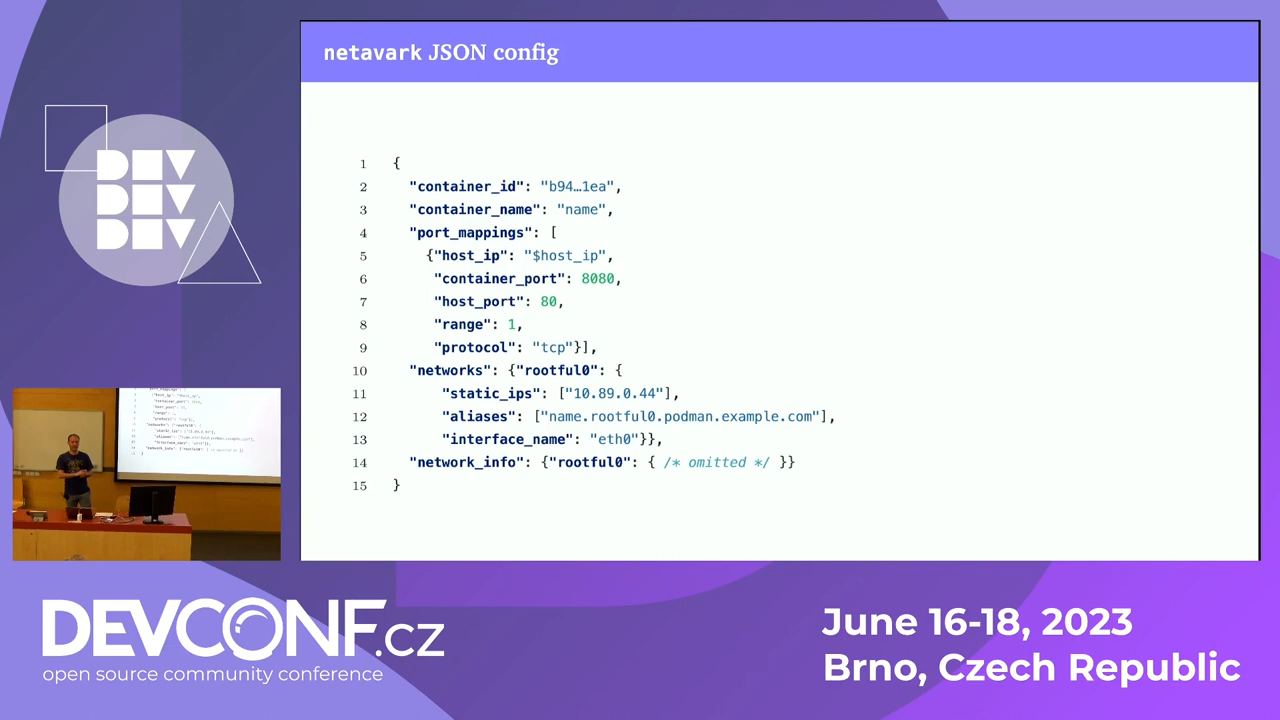 netavark JSON config
1 {
2 "container_id": "b94…1ea",
3 "container_name": "name",
4 "port_mappings": [
5 {"host_ip": "$host_ip",
6 "container_port": 8080,
7 "host_port": 80,
8 "range": 1,
9 "protocol": "tcp"}],
10 "networks": {"rootful0": {
11 "static_ips": ["10.89.0.44"],
12 "aliases": ["name.rootful0.podman.example.com"],
13 "interface_name": "eth0"}},
14 "network_info": {"rootful0": { /* omitted */ }}
15 }
DEV
DEV
DEV
DEVCONF.cz
open source community conference
June 16-18, 2023
Brno, Czech Republic